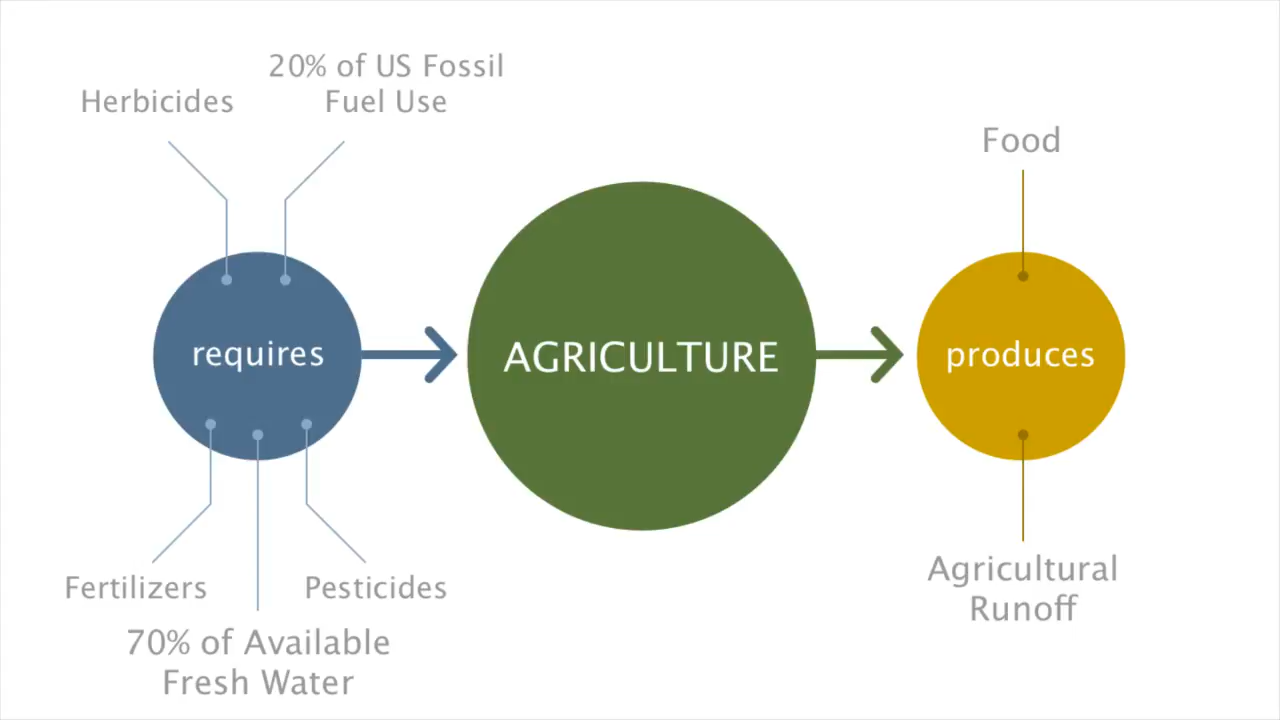 20% of US Fossil
Fuel Use
Herbicides
Food
requires
AGRICULTURE
produces
Fertilizers
Pesticides
70% of Available
Fresh Water
Agricultural
Runoff